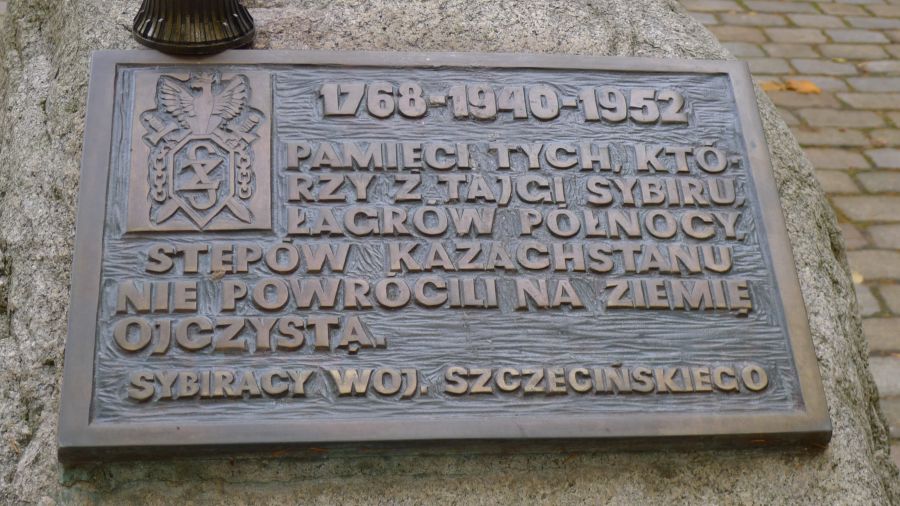 1768-1940-1952
PAMIĘCI TYCH, KTÓ-
RZY Z TAJGI SYBIRU,
ŁAGRÓW PÓŁNOCY,
STEPÓW KAZACHSTANU
NIE POWRÓCILI NA ZIEMIĘ
OJCZYSTĄ.
SYBIRACY WOJ. SZCZECIŃSKIEGO